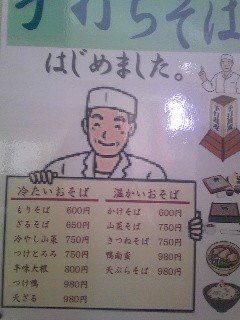 手打ちそば
はじめました。
冷たいおそば
もりそば 600円
ざるそば 650円
冷やし山菜 750円
つけとろろ 750円
辛味大根 800円
つけ鴨 980円
天ざる 980円
温かいおそば
かけそば 600円
山菜そば 750円
きつねそば 750円
鴨南蛮 980円
天ぷらそば 980円